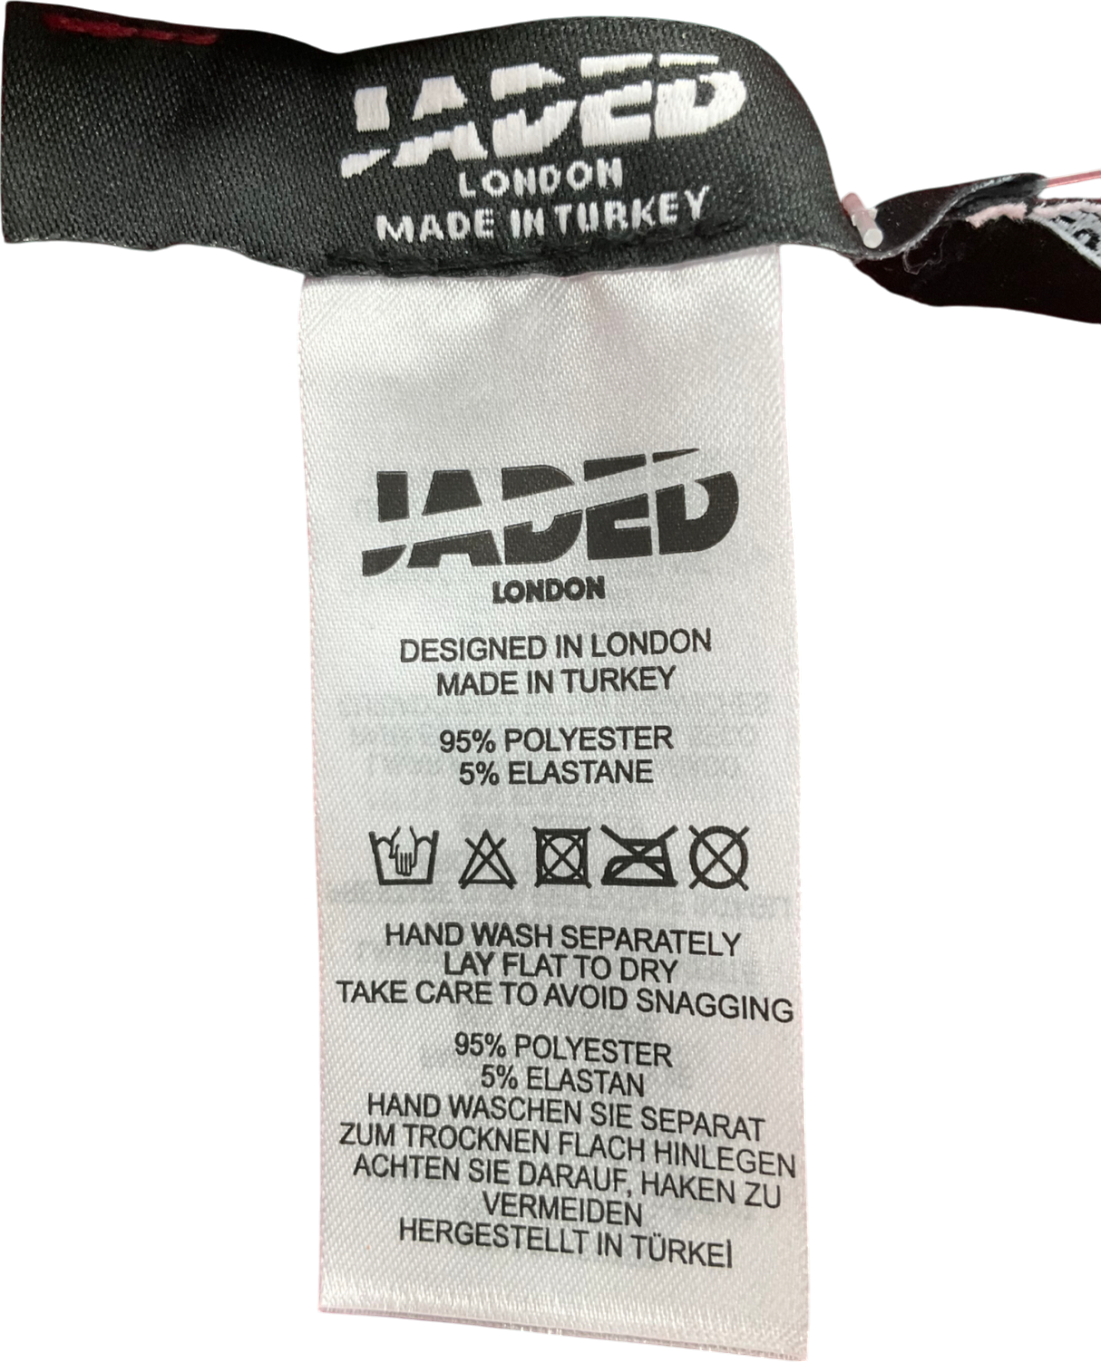 JADED
LONDON
MADE IN TURKEY
JADED
LONDON
DESIGNED IN LONDON
MADE IN TURKEY
95% POLYESTER
5% ELASTANE
HAND WASH SEPARATELY
LAY FLAT TO DRY
TAKE CARE TO AVOID SNAGGING
95% POLYESTER
5% ELASTAN
HAND WASCHEN SIE SEPARAT
ZUM TROCKNEN FLACH HINLEGEN
ACHTEN SIE DARAUF, HAKEN ZU
VERMEIDEN
HERGESTELLT IN TÜRKEI